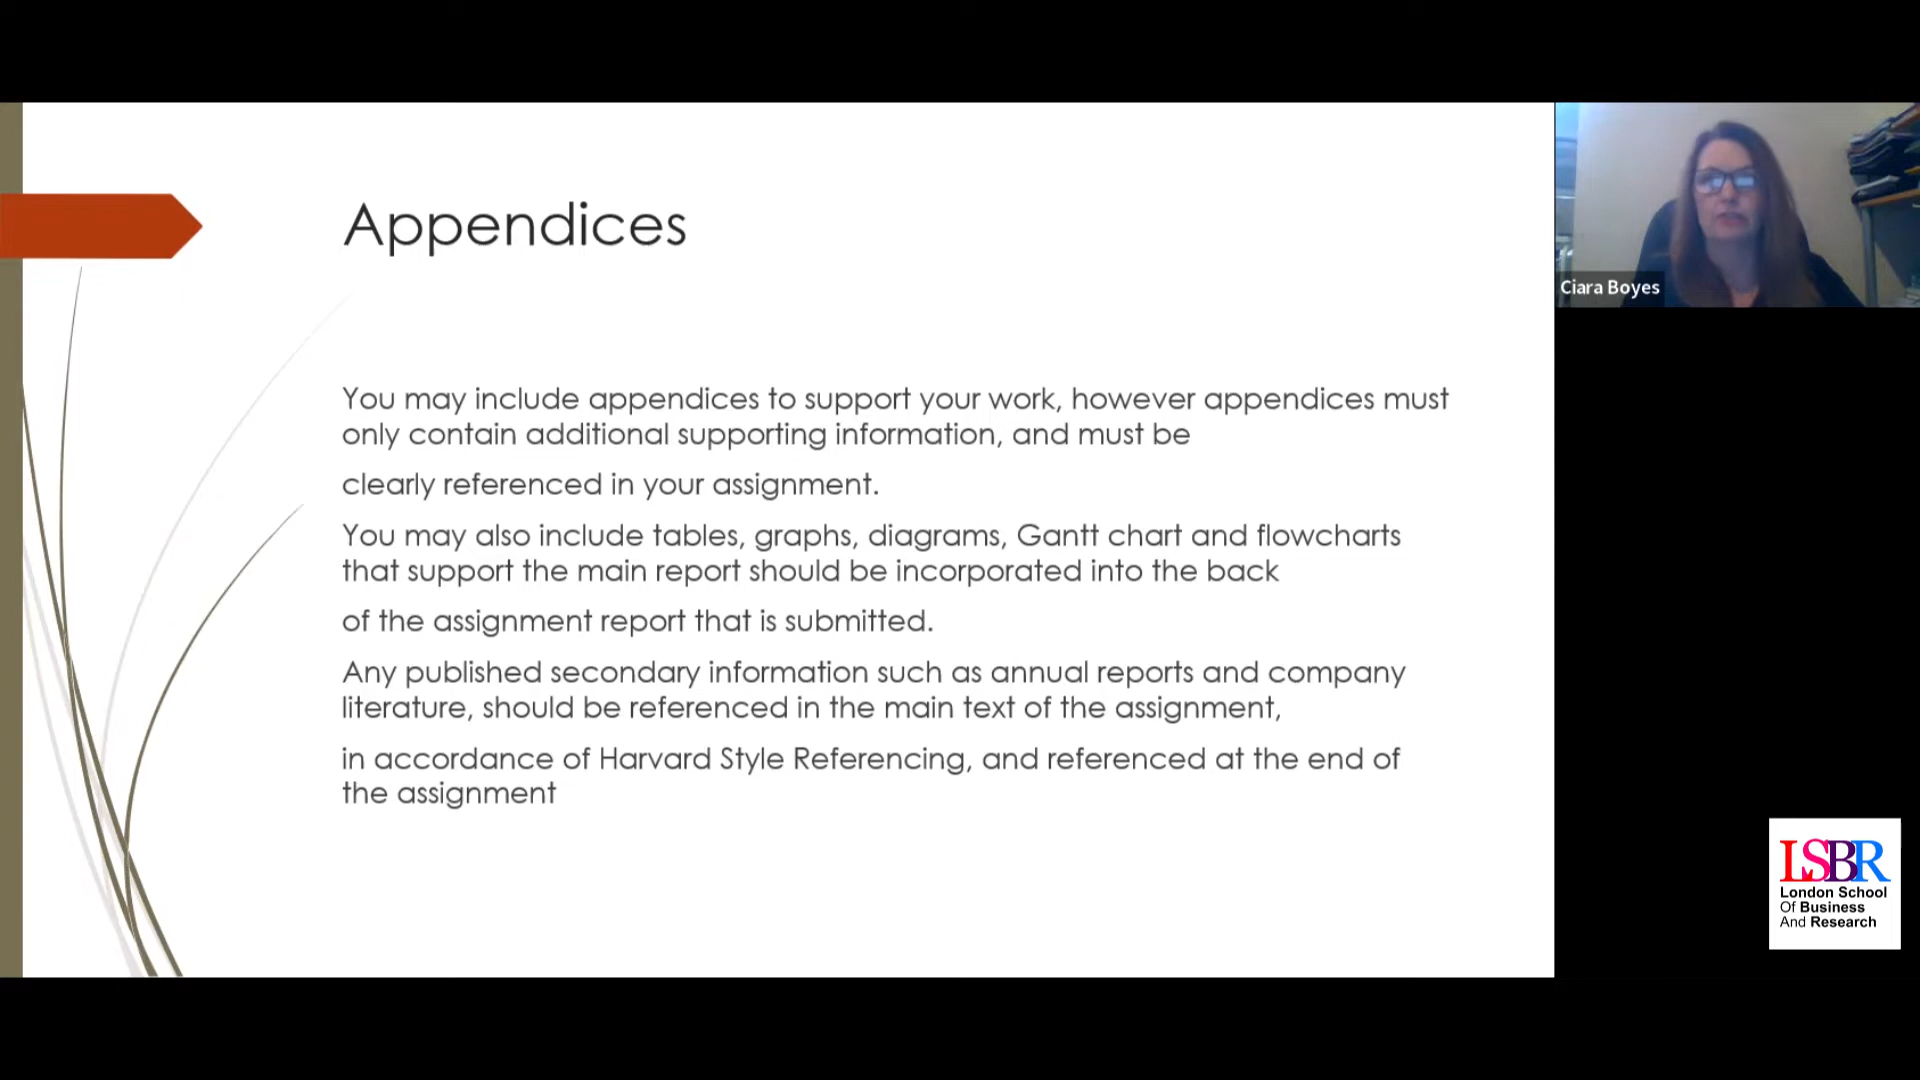 Appendices
You may include appendices to support your work, however appendices must
only contain additional supporting information, and must be
clearly referenced in your assignment.
You may also include tables, graphs, diagrams, Gantt chart and flowcharts
that support the main report should be incorporated into the back
of the assignment report that is submitted.
Any published secondary information such as annual reports and company
literature, should be referenced in the main text of the assignment,
in accordance of Harvard Style Referencing, and referenced at the end of
the assignment
Ciara Boyes
LSBR
London School
Of Business
And Research